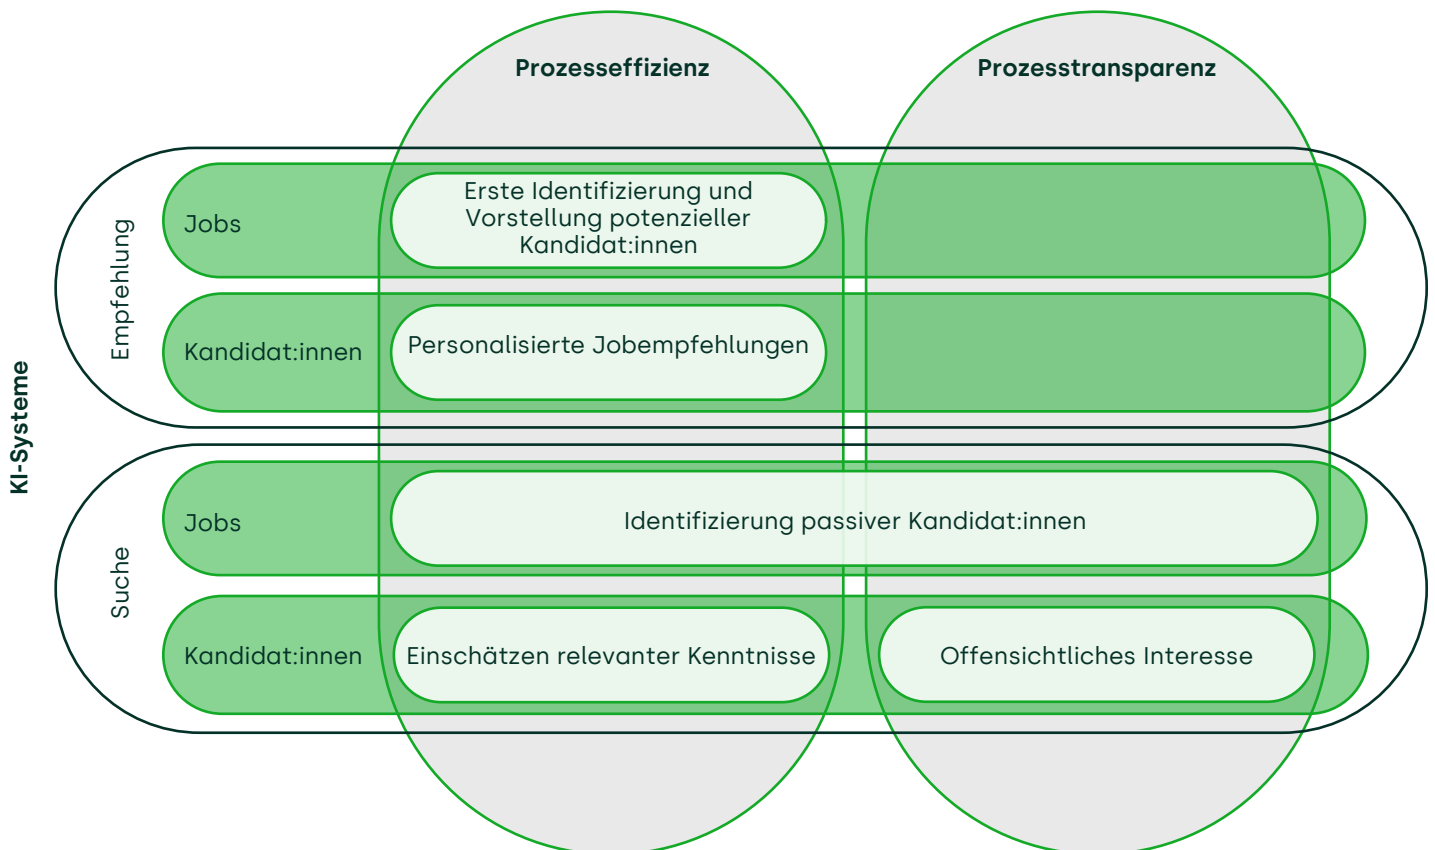 Prozesseffizienz
Prozesstransparenz
KI-Systeme
Empfehlung
Jobs
Erste Identifizierung und
Vorstellung potenzieller
Kandidat:innen
Kandidat:innen
Personalisierte Jobempfehlungen
Suche
Jobs
Identifizierung passiver Kandidat:innen
Kandidat:innen
Einschätzen relevanter Kenntnisse
Offensichtliches Interesse